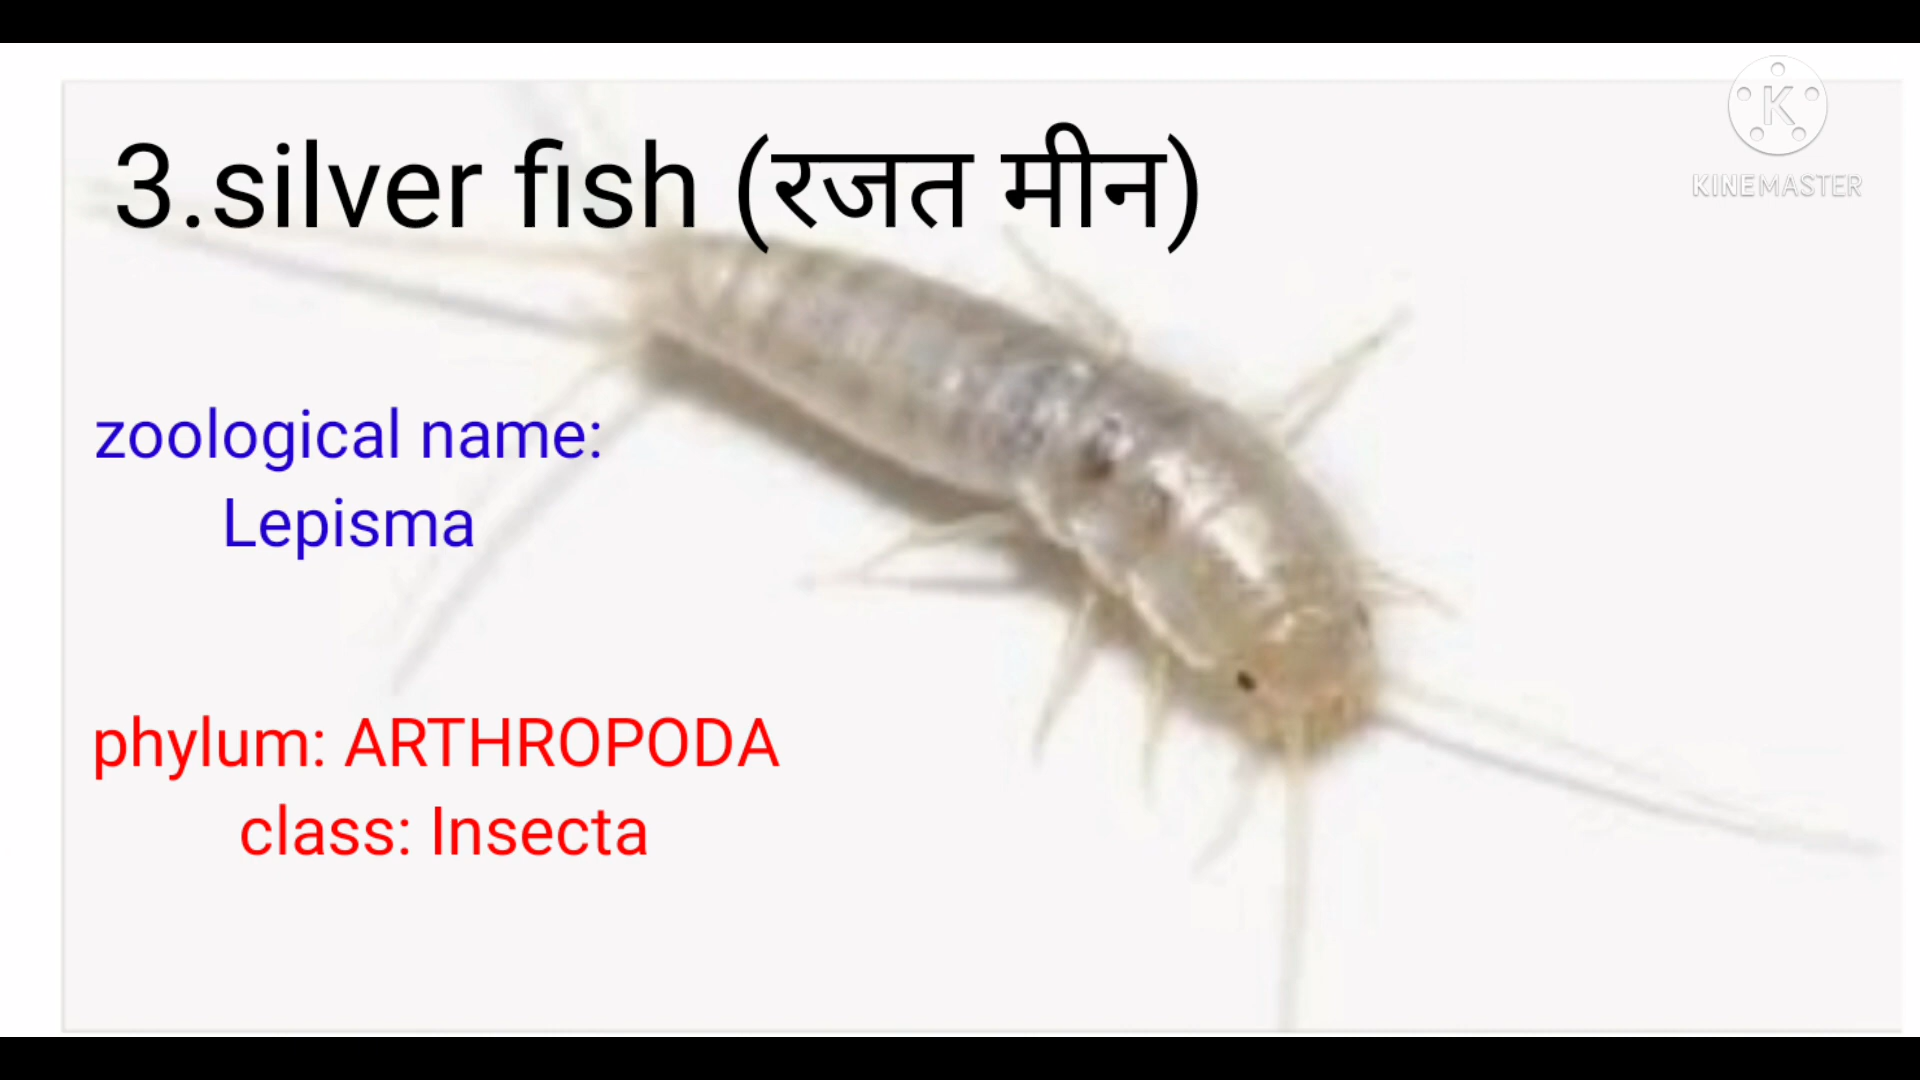 3.silver fish (रजत मीन)
KINEMASTER
zoological name:
Lepisma
phylum: ARTHROPODA
class: Insecta